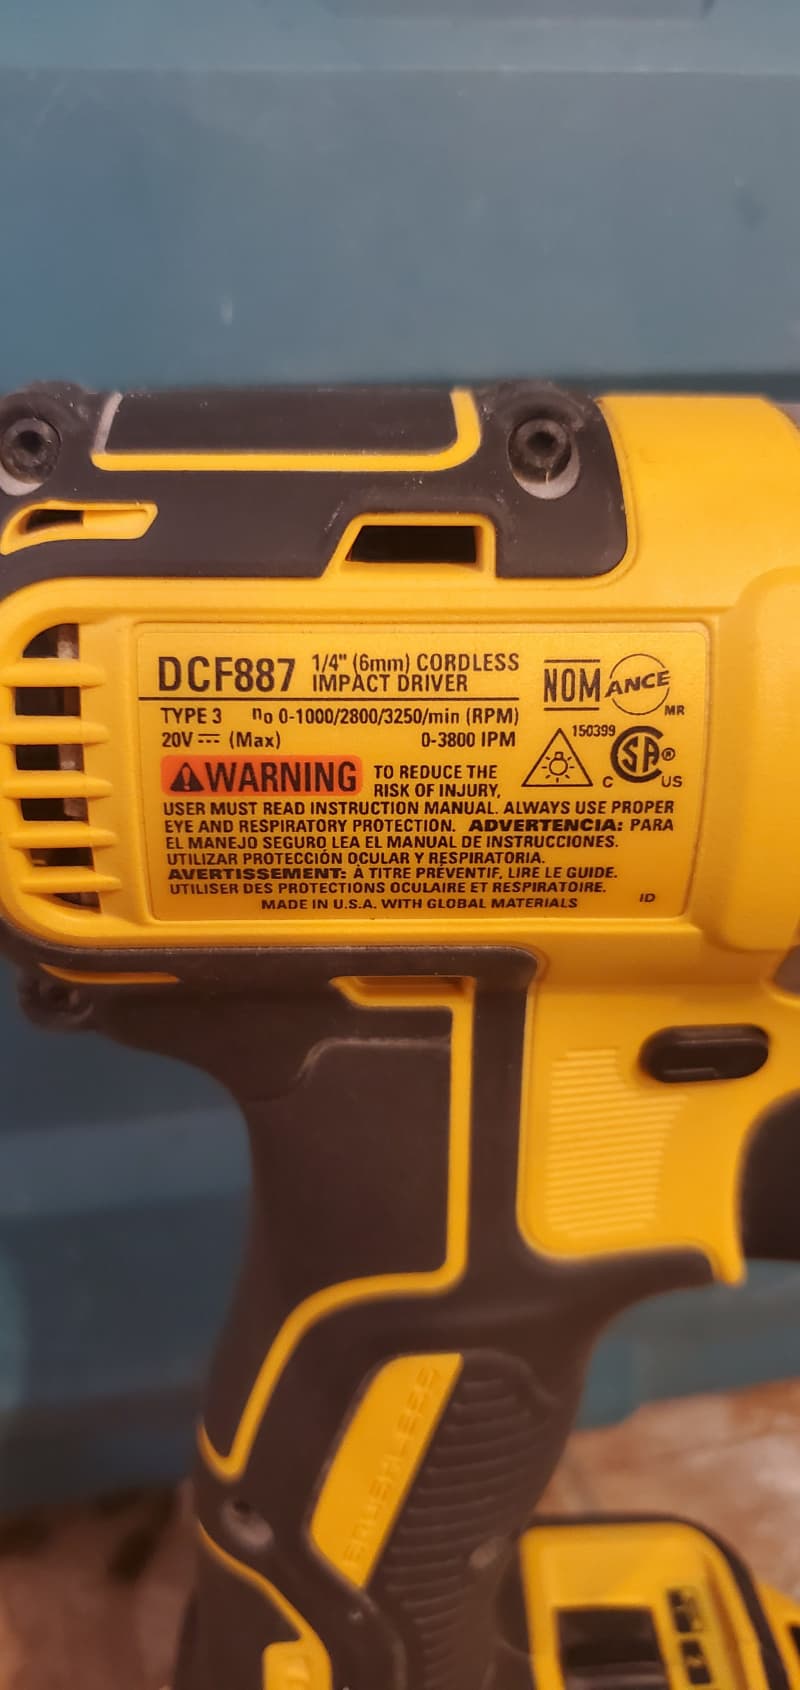 DCF887 1/4" (6mm) CORDLESS
IMPACT DRIVER
NOM ANCE MR
TYPE 3 no 0-1000/2800/3250/min (RPM)
20V ⎓ (Max) 0-3800 IPM
150399
C SA ® US
WARNING TO REDUCE THE
RISK OF INJURY,
USER MUST READ INSTRUCTION MANUAL. ALWAYS USE PROPER
EYE AND RESPIRATORY PROTECTION. ADVERTENCIA: PARA
EL MANEJO SEGURO LEA EL MANUAL DE INSTRUCCIONES.
UTILIZAR PROTECCIÓN OCULAR Y RESPIRATORIA.
AVERTISSEMENT: À TITRE PRÉVENTIF, LIRE LE GUIDE.
UTILISER DES PROTECTIONS OCULAIRE ET RESPIRATOIRE.
MADE IN U.S.A. WITH GLOBAL MATERIALS ID
BRUSHLESS